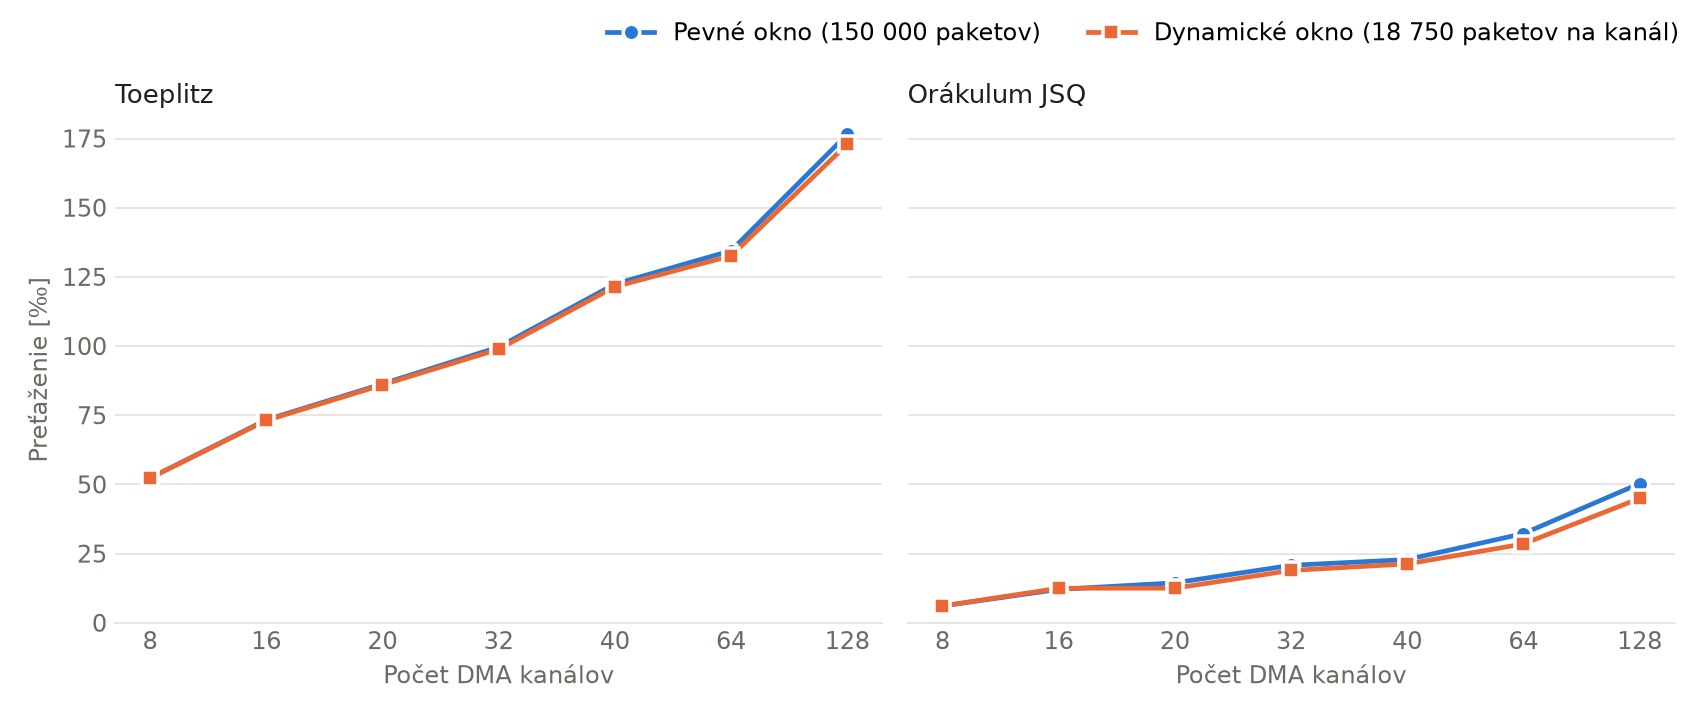 Pevné okno (150 000 paketov) Dynamické okno (18 750 paketov na kanál)
Toeplitz
Orákulum JSQ
Preťaženie [‰]
175
150
125
100
75
50
25
0
8 16 20 32 40 64 128
8 16 20 32 40 64 128
Počet DMA kanálov
Počet DMA kanálov